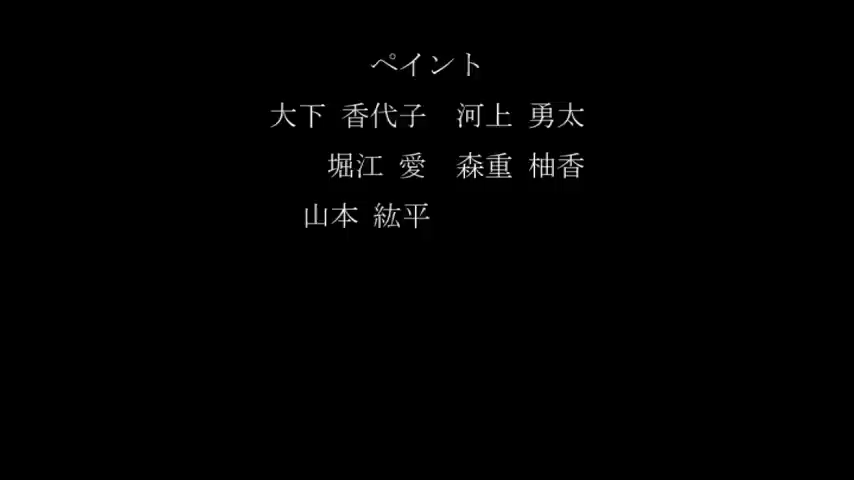 ペイント
大下 香代子　河上 勇太
堀江 愛　森重 柚香
山本 紘平